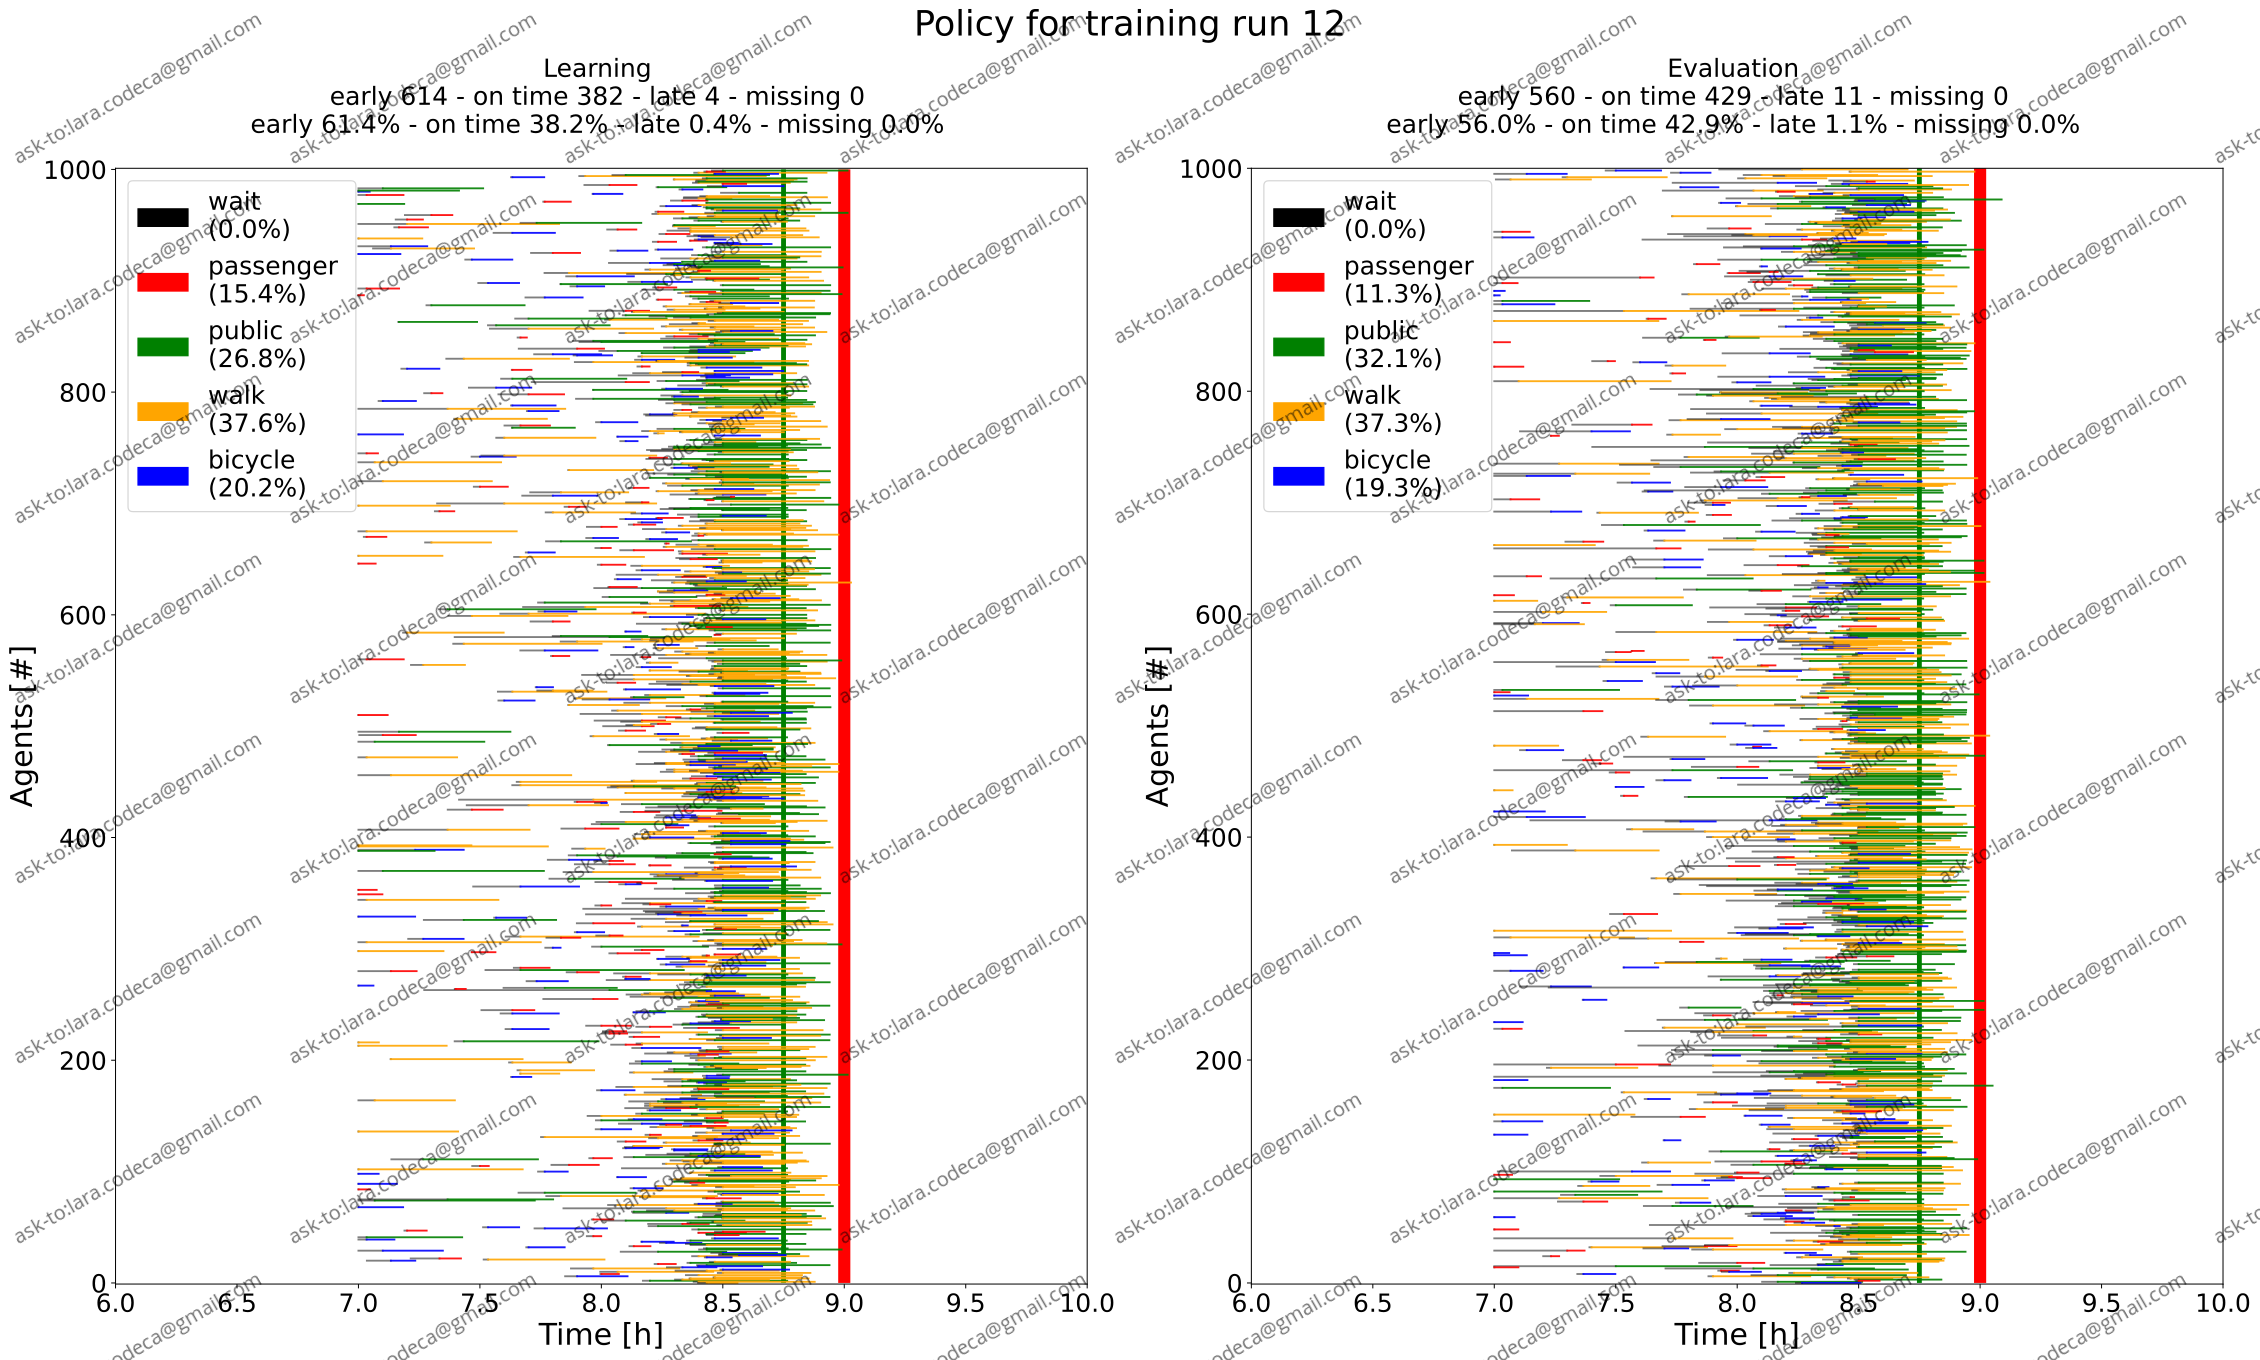 Policy for training run 12
Learning
early 614 - on time 382 - late 4 - missing 0
early 61.4% - on time 38.2% - late 0.4% - missing 0.0%
1000
800
600
400
200
0
Agents [#]
wait
(0.0%)
passenger
(15.4%)
public
(26.8%)
walk
(37.6%)
bicycle
(20.2%)
6.0 6.5 7.0 7.5 8.0 8.5 9.0 9.5 10.0
Time [h]
Evaluation
early 560 - on time 429 - late 11 - missing 0
early 56.0% - on time 42.9% - late 1.1% - missing 0.0%
1000
800
600
400
200
0
Agents [#]
wait
(0.0%)
passenger
(11.3%)
public
(32.1%)
walk
(37.3%)
bicycle
(19.3%)
6.0 6.5 7.0 7.5 8.0 8.5 9.0 9.5 10.0
Time [h]
ask-to:lara.codeca@gmail.com